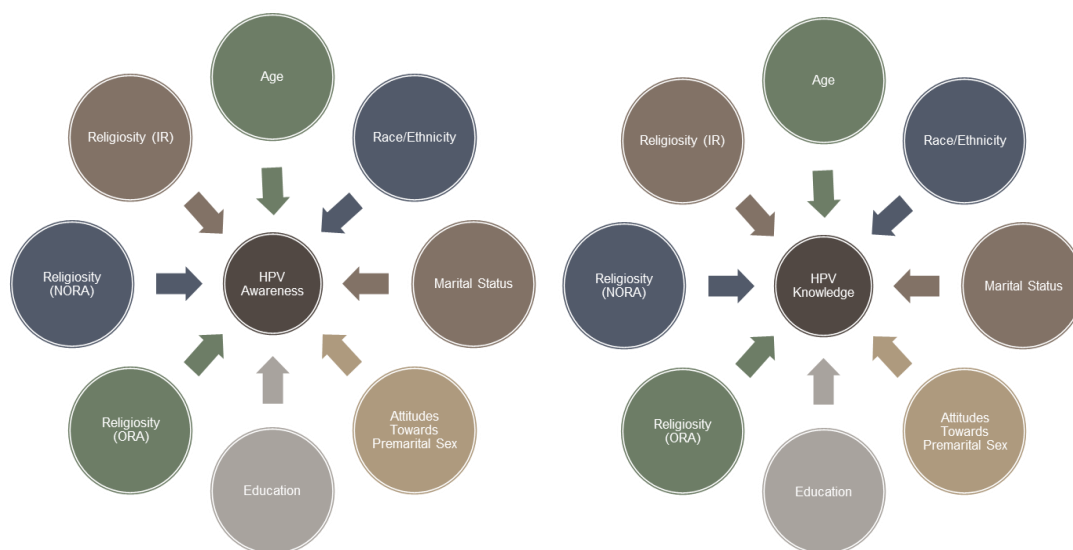 Age
Race/Ethnicity
Marital Status
Attitudes
Towards
Premarital Sex
Education
Religiosity
(ORA)
Religiosity
(NORA)
Religiosity (IR)
HPV
Awareness
Age
Race/Ethnicity
Marital Status
Attitudes
Towards
Premarital Sex
Education
Religiosity
(ORA)
Religiosity
(NORA)
Religiosity (IR)
HPV
Knowledge